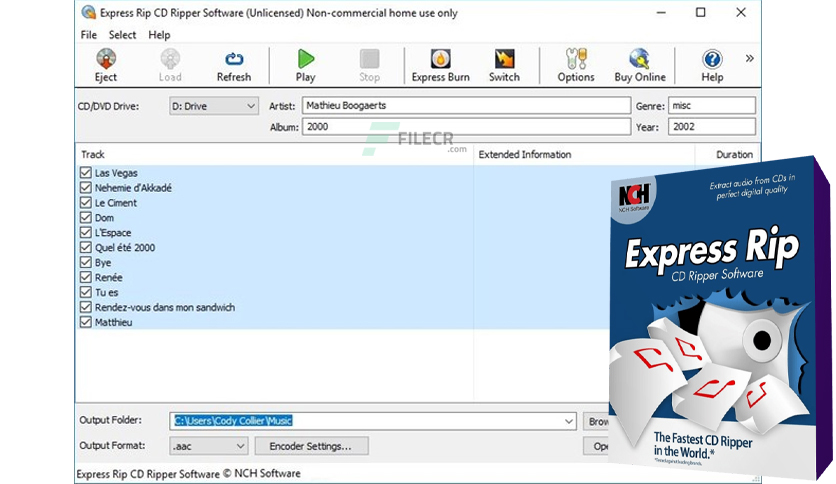 Express Rip CD Ripper Software (Unlicensed) Non-commercial home use only
File Select Help
Eject Load Refresh Play Stop Express Burn Switch Options Buy Online Help »
CD/DVD Drive: D: Drive Artist: Mathieu Boogaerts Genre: misc
Album: 2000 Year: 2002
FILECR
.com
Track Extended Information Duration
Las Vegas
Nehemie d'Akkadé
Le Ciment
Dom
L'Espace
Quel été 2000
Bye
Renée
Tu es
Rendez-vous dans mon sandwich
Matthieu
Output Folder: C:\Users\Cody Collier\Music Brow
Output Format: .aac Encoder Settings... Ope
Express Rip CD Ripper Software © NCH Software
NCH
NCH Software
Extract audio from CDs in
perfect digital quality
Express Rip
CD Ripper Software
The Fastest CD Ripper
in the World.*